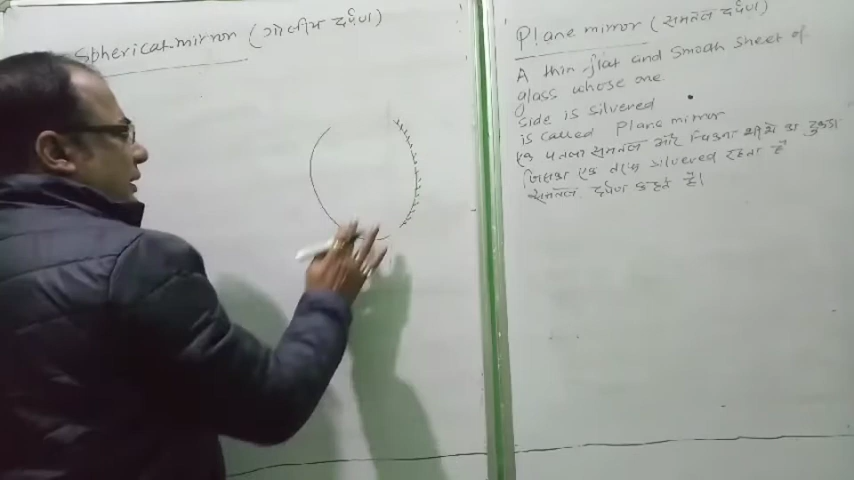 Spherical mirror (गोलीय दर्पण)
Plane mirror (समतल दर्पण)
A thin flat and smoah sheet of
glass whose one
side is silvered
is called Plane mirror
एक पतला समतल और चिकना शीशे का टुकड़ा
जिसका एक तरफ silvered रहता है
समतल दर्पण कहते हैं।